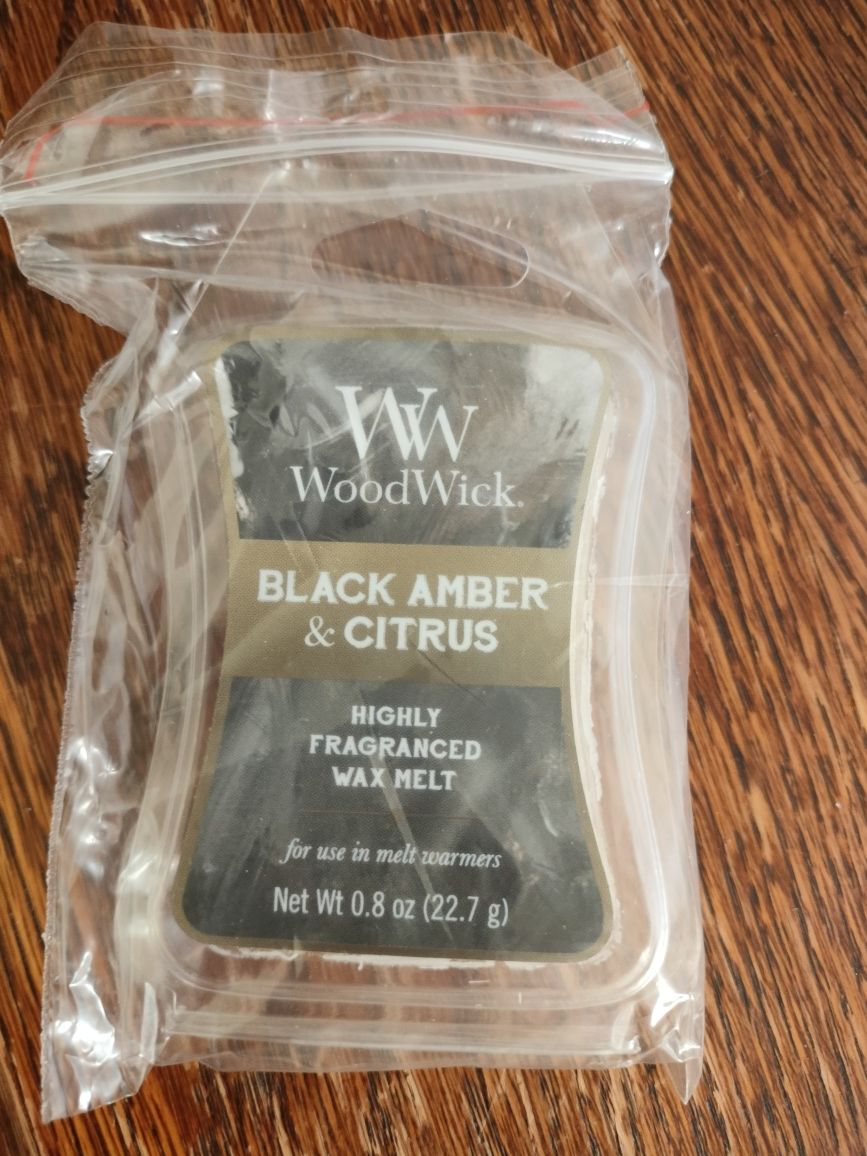 WW
WoodWick®
BLACK AMBER
& CITRUS
HIGHLY
FRAGRANCED
WAX MELT
for use in melt warmers
Net Wt 0.8 oz (22.7 g)